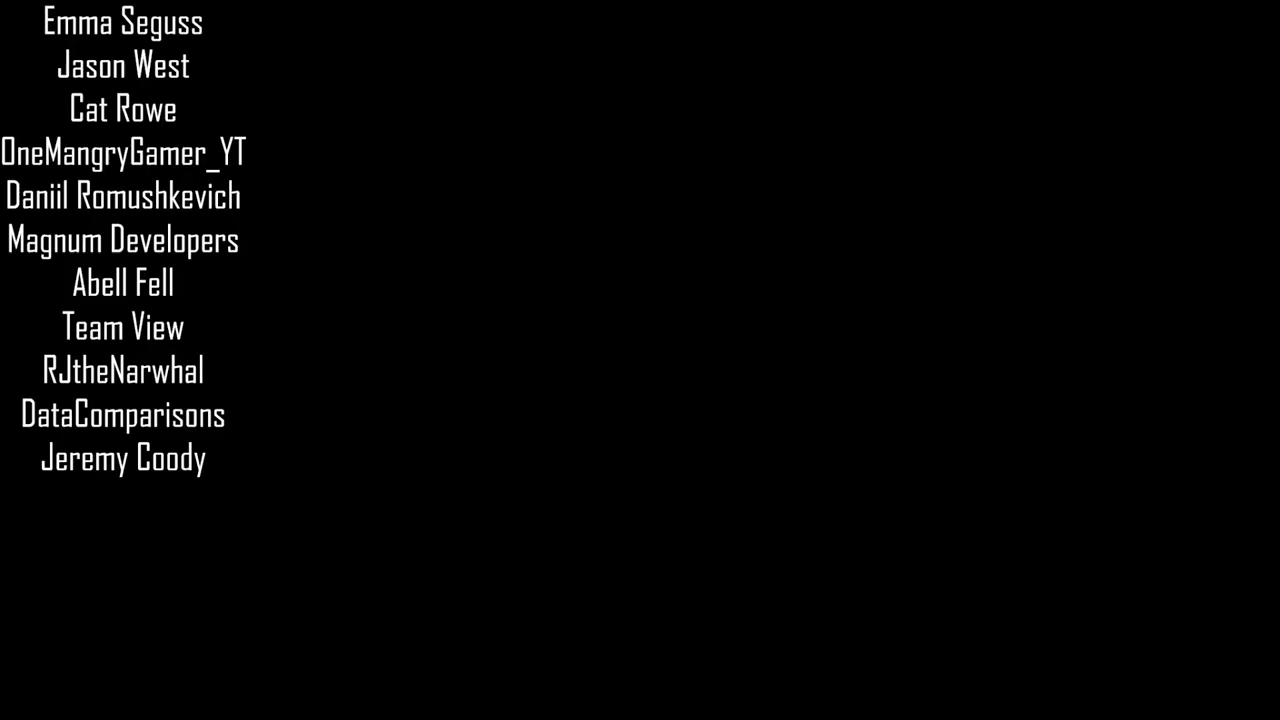 Emma Seguss
Jason West
Cat Rowe
OneMangryGamer_YT
Daniil Romushkevich
Magnum Developers
Abell Fell
Team View
RJtheNarwhal
DataComparisons
Jeremy Coody